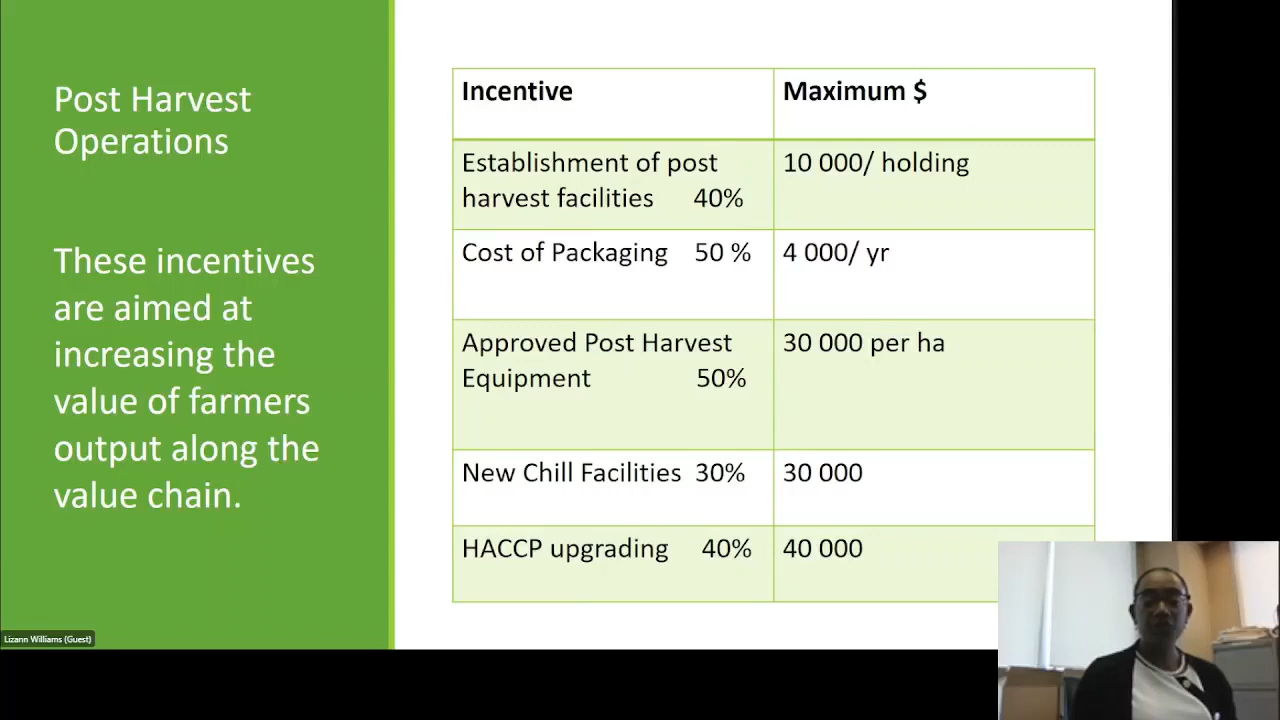 Post Harvest
Operations
These incentives
are aimed at
increasing the
value of farmers
output along the
value chain.
Incentive
Maximum $
Establishment of post
harvest facilities 40%
10 000/ holding
Cost of Packaging 50 %
4 000/ yr
Approved Post Harvest
Equipment 50%
30 000 per ha
New Chill Facilities 30%
30 000
HACCP upgrading 40%
40 000
Lizann Williams (Guest)